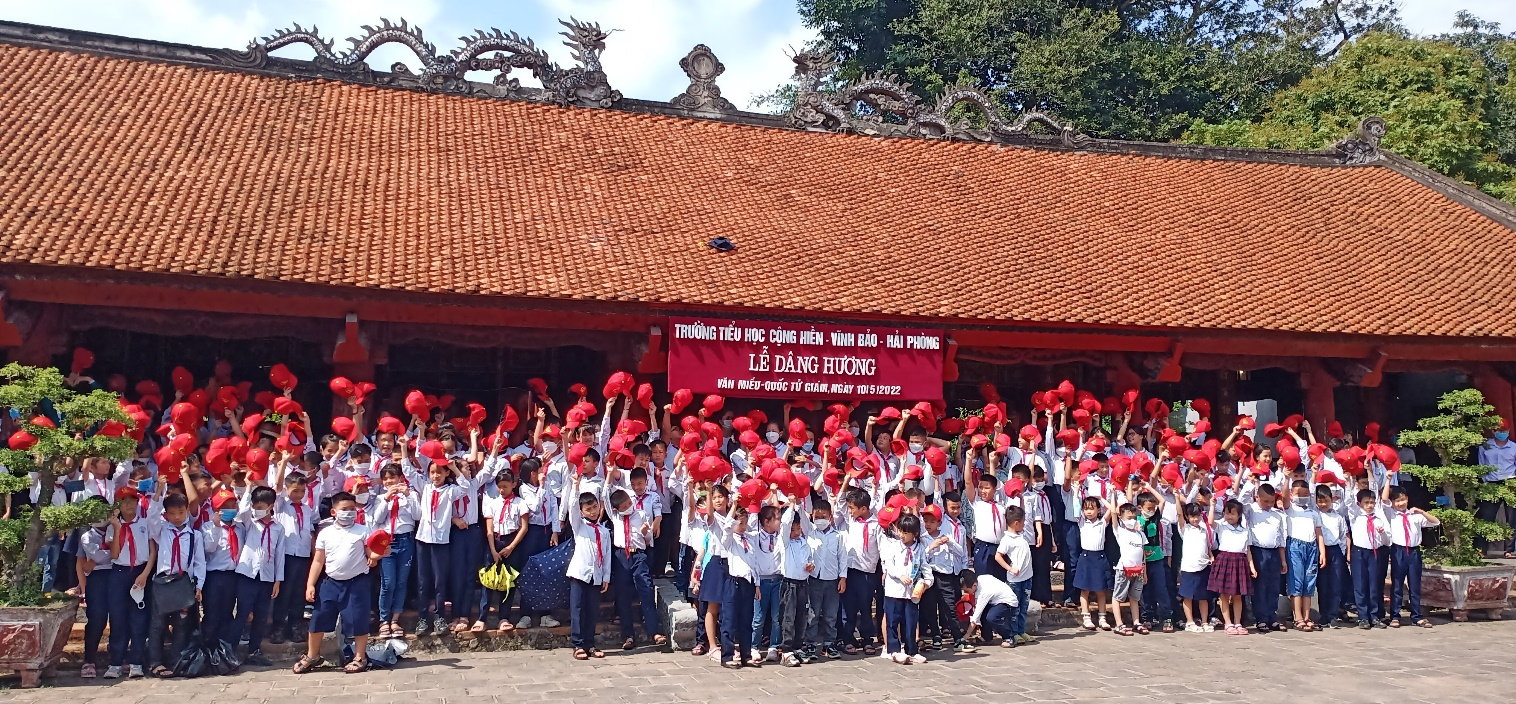 TRƯỜNG TIỂU HỌC CỘNG HIỀN - VĨNH BẢO - HẢI PHÒNG
LỄ DÂNG HƯƠNG
VĂN MIẾU-QUỐC TỬ GIÁM, NGÀY 10/5/2022